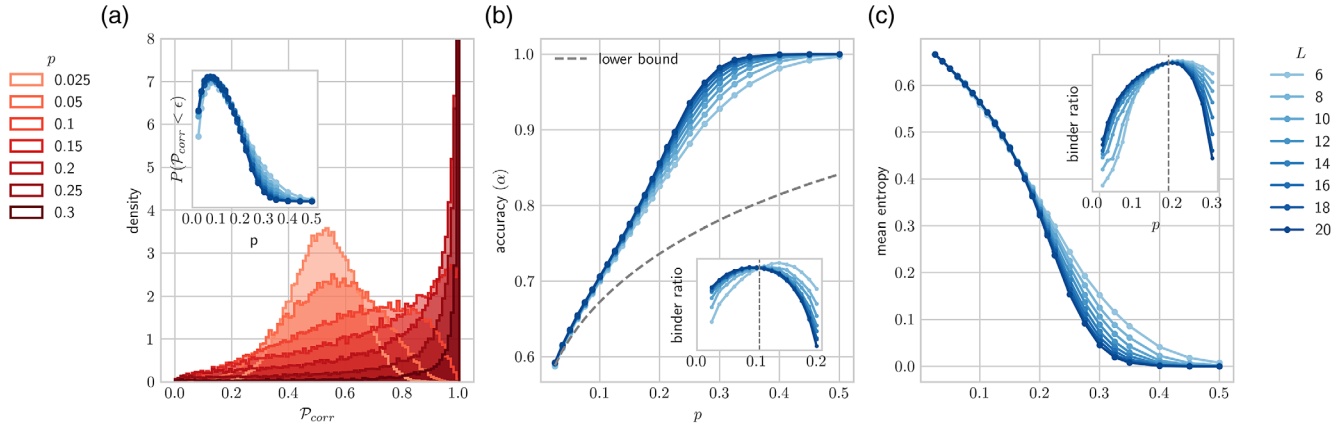 (a)
(b)
(c)
p
0.025
0.05
0.1
0.15
0.2
0.25
0.3
8
7
6
5
4
3
2
1
0
density
0.0 0.2 0.4 0.6 0.8 1.0
𝒫corr
P(𝒫corr < ϵ)
0.0 0.1 0.2 0.3 0.4 0.5
p
1.0
0.9
0.8
0.7
0.6
accuracy (α)
lower bound
0.1 0.2 0.3 0.4 0.5
p
binder ratio
0.0 0.1 0.2
0.6
0.5
0.4
0.3
0.2
0.1
0.0
mean entropy
0.1 0.2 0.3 0.4 0.5
binder ratio
0.0 0.1 0.2 0.3
p
L
6
8
10
12
14
16
18
20